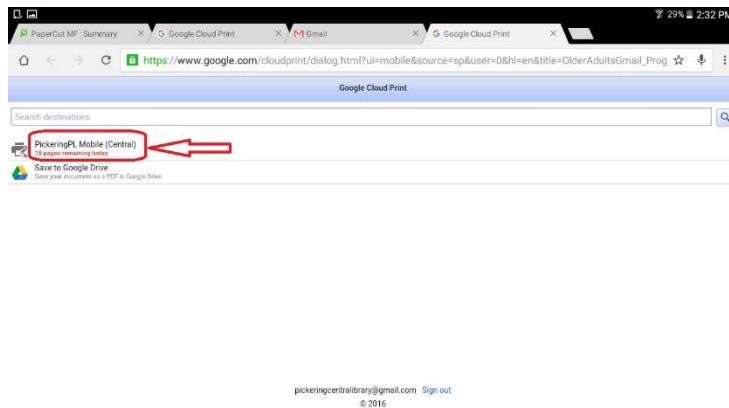 29% 2:32 PM
PaperCut MF : Summary
Google Cloud Print
Gmail
Google Cloud Print
https://www.google.com/cloudprint/dialog.html?ui=mobile&source=sp&user=0&hl=en&title=OlderAdultsGmail_Prog
Google Cloud Print
Search destinations
PickeringPL Mobile (Central)
15 pages remaining today
Save to Google Drive
Save your document as a PDF in Google Drive
pickeringcentralibrary@gmail.com Sign out
© 2016